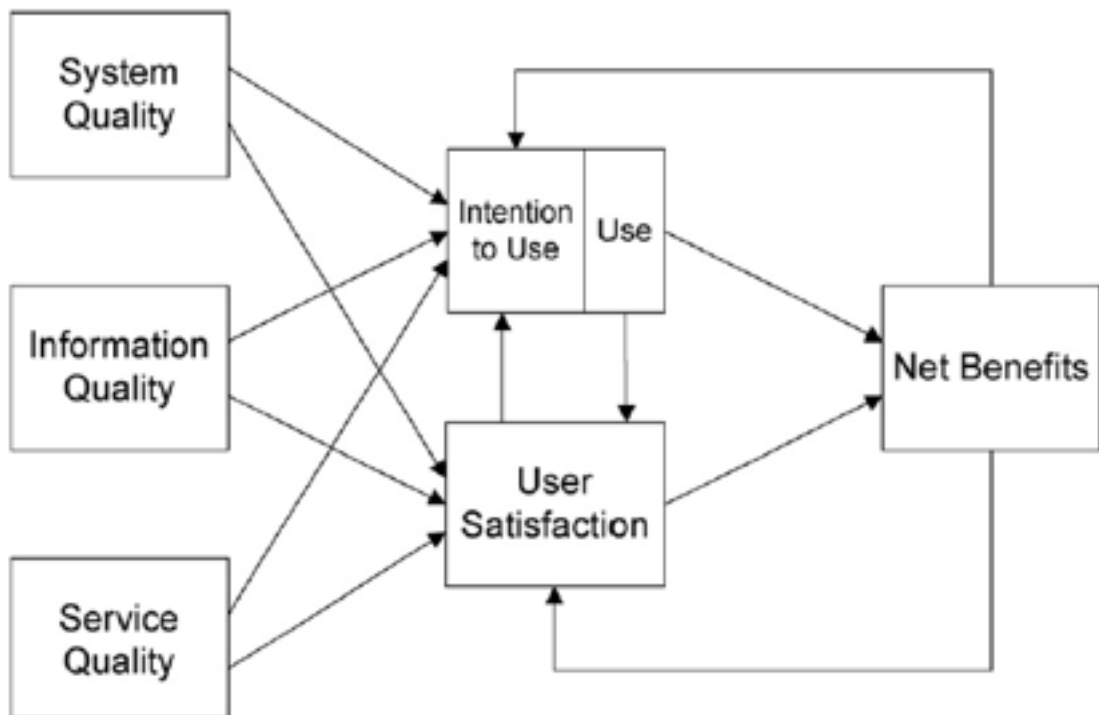 System
Quality
Intention
to Use
Use
Information
Quality
Net Benefits
User
Satisfaction
Service
Quality